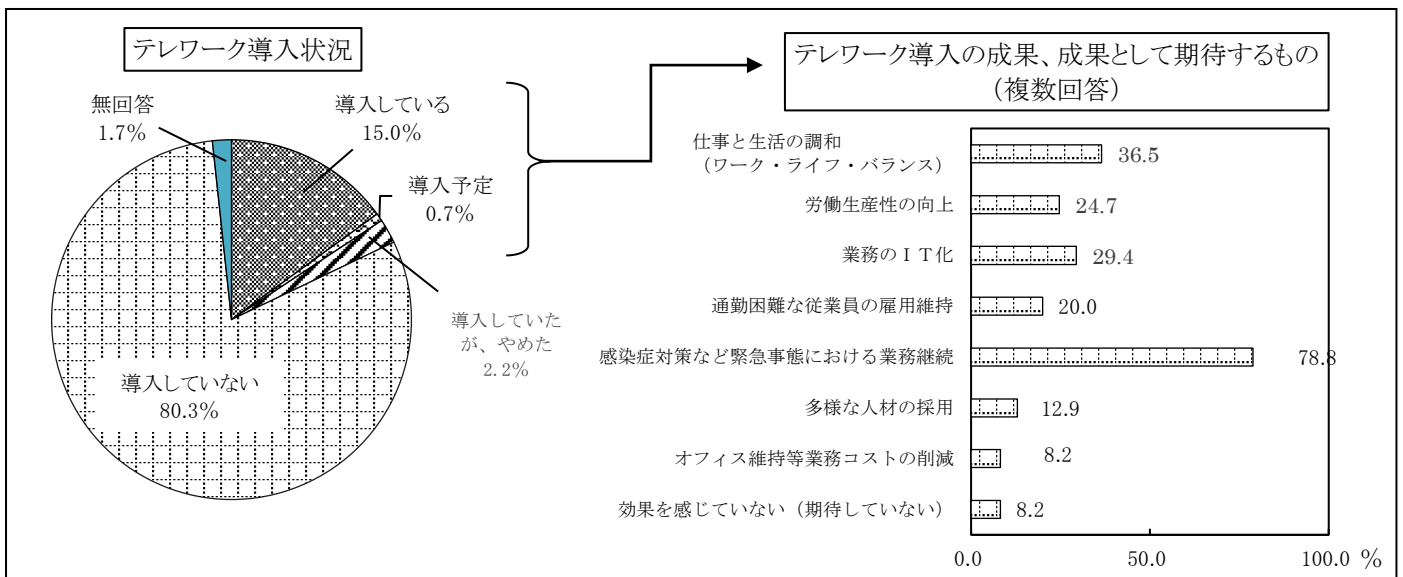 テレワーク導入状況
無回答
1.7%
導入している
15.0%
導入予定
0.7%
導入していた
が、やめた
2.2%
導入していない
80.3%
テレワーク導入の成果、成果として期待するもの
（複数回答）
仕事と生活の調和
（ワーク・ライフ・バランス）
36.5
労働生産性の向上
24.7
業務のＩＴ化
29.4
通勤困難な従業員の雇用維持
20.0
感染症対策など緊急事態における業務継続
78.8
多様な人材の採用
12.9
オフィス維持等業務コストの削減
8.2
効果を感じていない（期待していない）
8.2
0.0 50.0 100.0 %